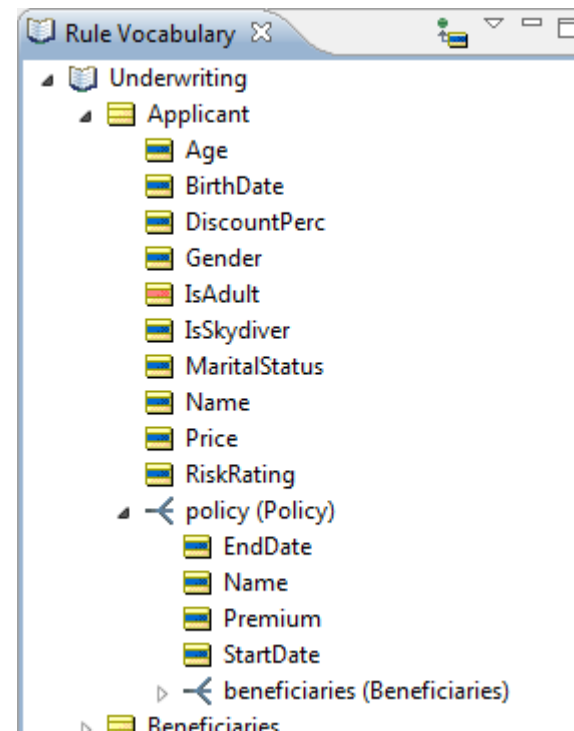 Rule Vocabulary
Underwriting
Applicant
Age
BirthDate
DiscountPerc
Gender
IsAdult
IsSkydiver
MaritalStatus
Name
Price
RiskRating
policy (Policy)
EndDate
Name
Premium
StartDate
beneficiaries (Beneficiaries)
Beneficiaries